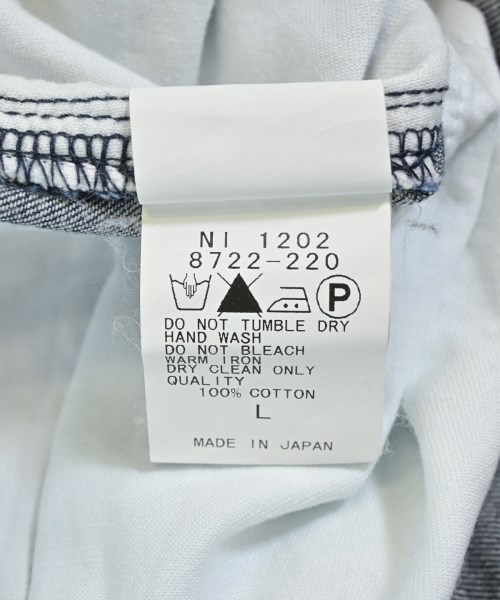 NI 1202
8722-220
P
DO NOT TUMBLE DRY
HAND WASH
DO NOT BLEACH
WARM IRON
DRY CLEAN ONLY
QUALITY
100% COTTON
L
MADE IN JAPAN